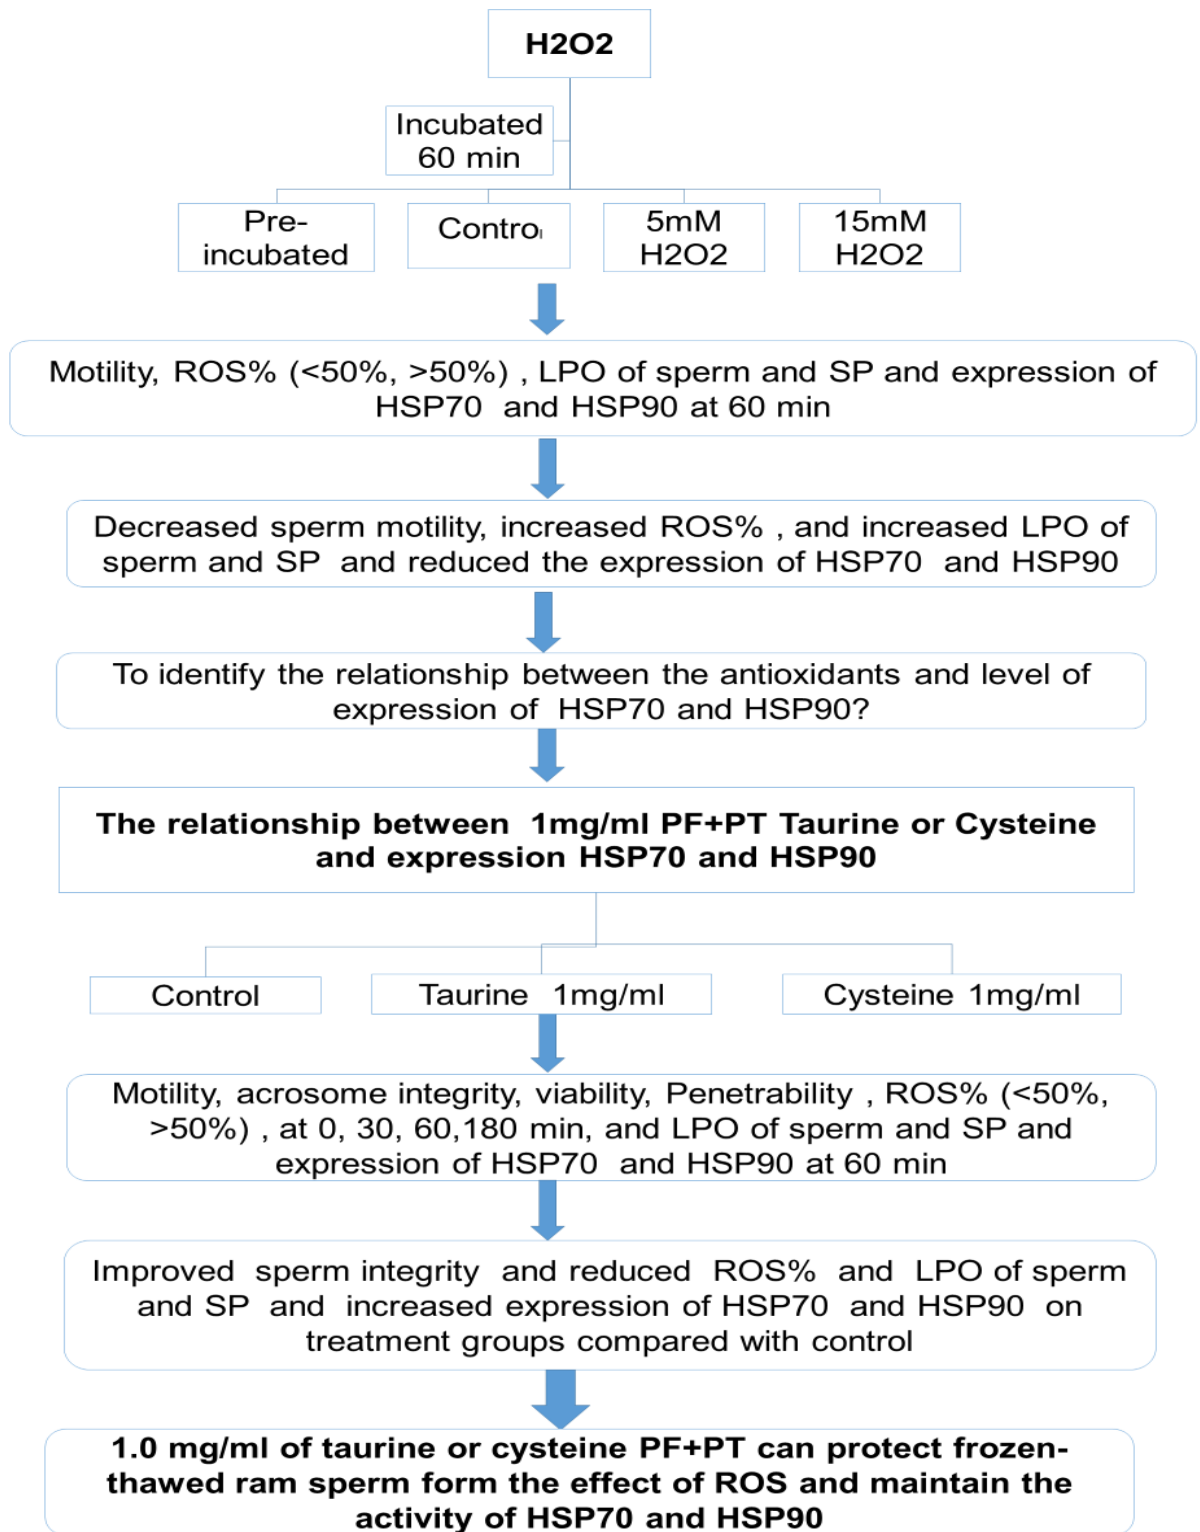 H2O2
Incubated
60 min
Pre-
incubated
Control
5mM
H2O2
15mM
H2O2
Motility, ROS% (<50%, >50%) , LPO of sperm and SP and expression of
HSP70 and HSP90 at 60 min
Decreased sperm motility, increased ROS% , and increased LPO of
sperm and SP and reduced the expression of HSP70 and HSP90
To identify the relationship between the antioxidants and level of
expression of HSP70 and HSP90?
The relationship between 1mg/ml PF+PT Taurine or Cysteine
and expression HSP70 and HSP90
Control
Taurine 1mg/ml
Cysteine 1mg/ml
Motility, acrosome integrity, viability, Penetrability , ROS% (<50%,
>50%) , at 0, 30, 60,180 min, and LPO of sperm and SP and
expression of HSP70 and HSP90 at 60 min
Improved sperm integrity and reduced ROS% and LPO of sperm
and SP and increased expression of HSP70 and HSP90 on
treatment groups compared with control
1.0 mg/ml of taurine or cysteine PF+PT can protect frozen-
thawed ram sperm form the effect of ROS and maintain the
activity of HSP70 and HSP90